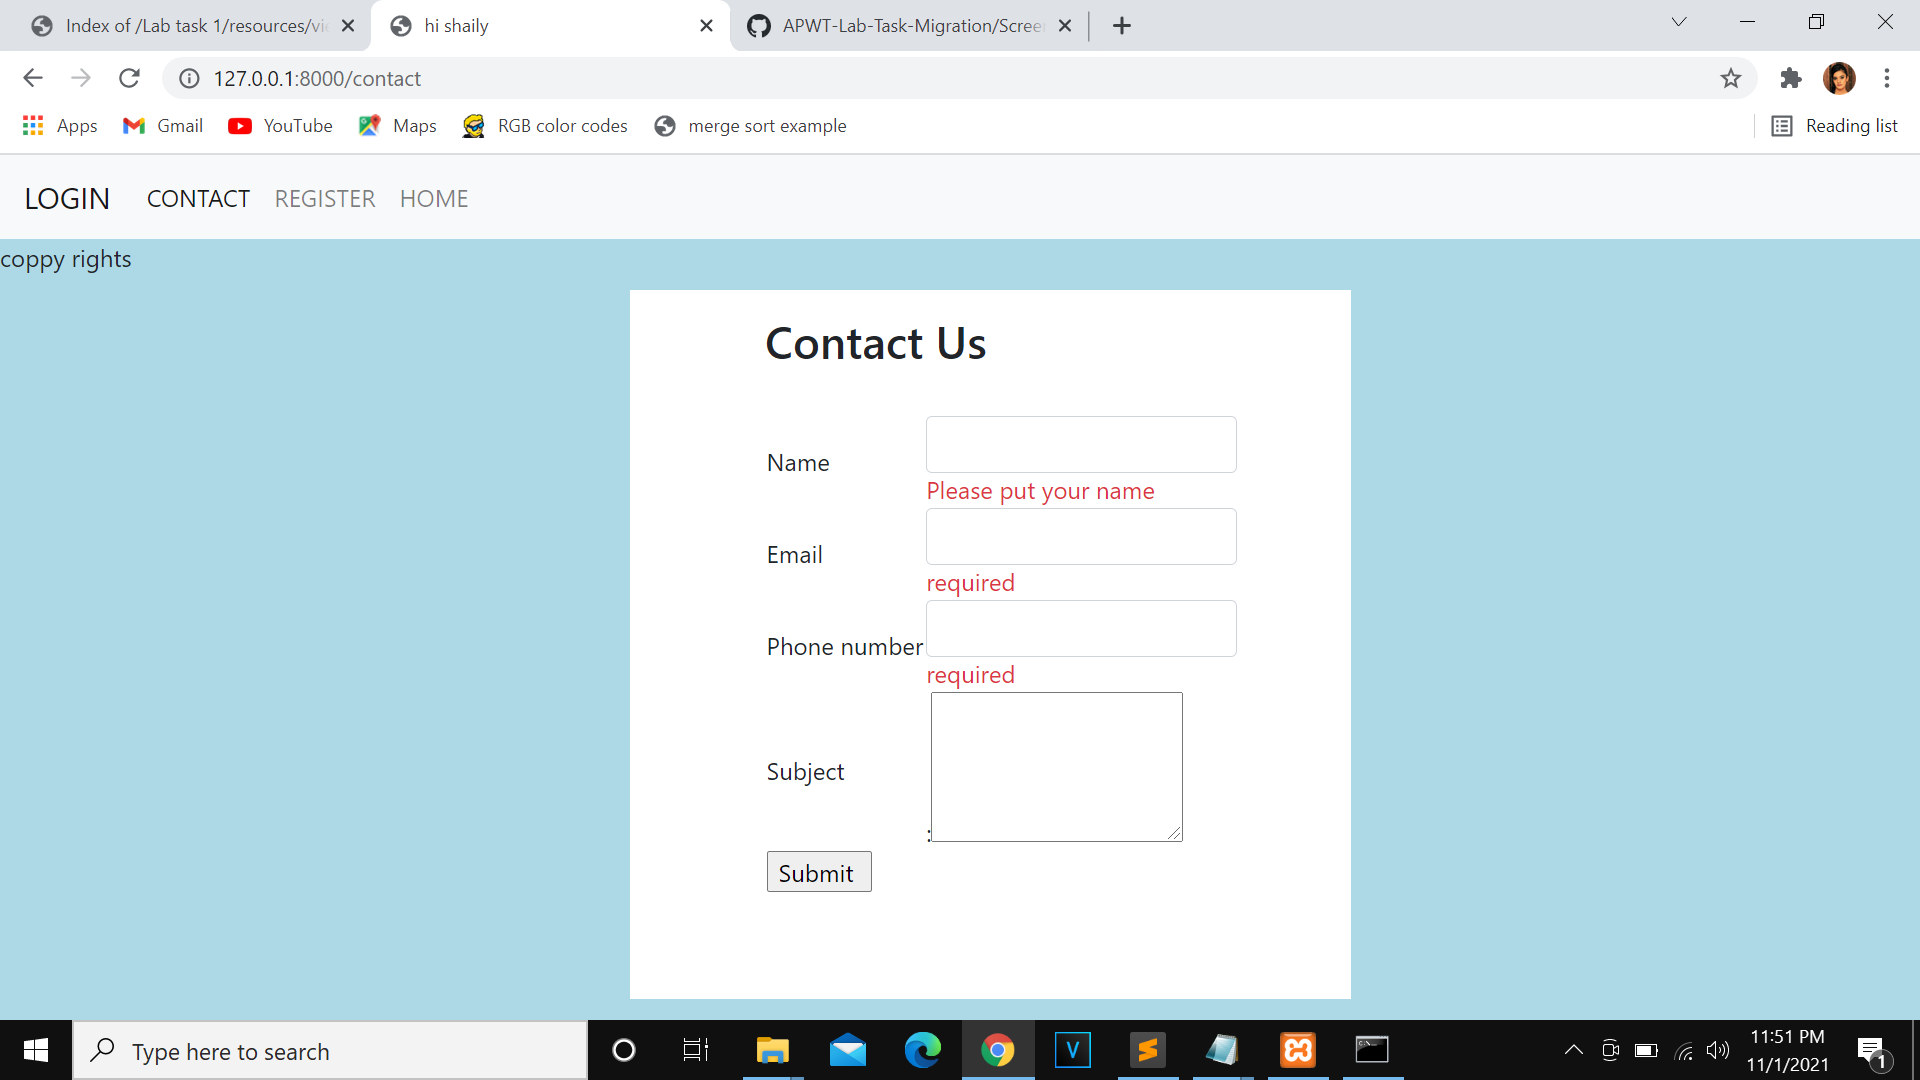 Index of /Lab task 1/resources/vi
hi shaily
APWT-Lab-Task-Migration/Scree
127.0.0.1:8000/contact
Apps
Gmail
YouTube
Maps
RGB color codes
merge sort example
Reading list
LOGIN
CONTACT
REGISTER
HOME
coppy rights
Contact Us
Name
Please put your name
Email
required
Phone number
required
Subject
:
Submit
Type here to search
V
11:51 PM
11/1/2021
1